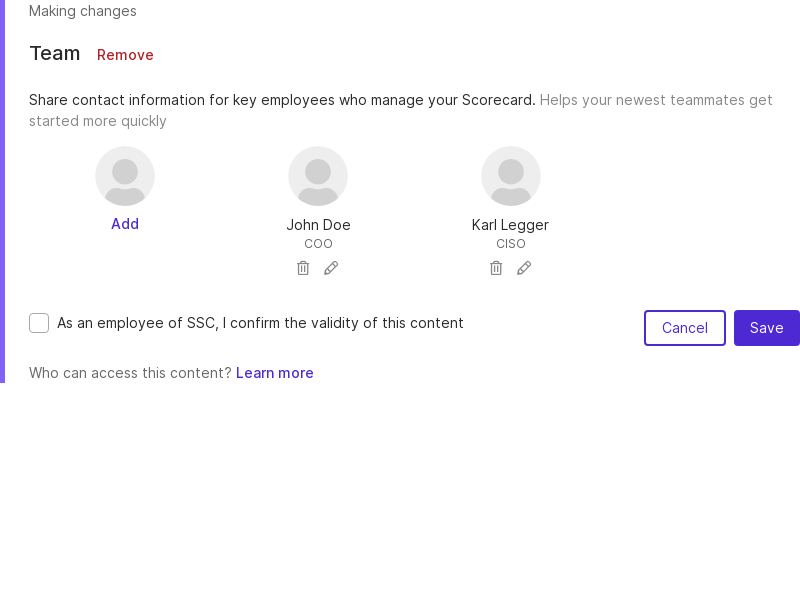 Making changes
Team Remove
Share contact information for key employees who manage your Scorecard. Helps your newest teammates get
started more quickly
Add
John Doe
COO
Karl Legger
CISO
As an employee of SSC, I confirm the validity of this content
Cancel
Save
Who can access this content? Learn more